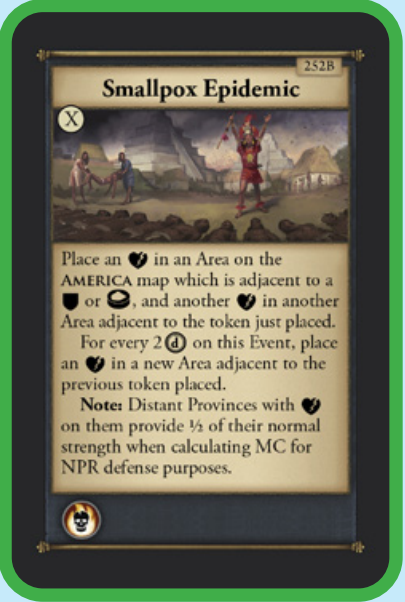 252B
Smallpox Epidemic
X
Place an in an Area on the
AMERICA map which is adjacent to a
or , and another in another
Area adjacent to the token just placed.
For every 2 d on this Event, place
an in a new Area adjacent to the
previous token placed.
Note: Distant Provinces with
on them provide ½ of their normal
strength when calculating MC for
NPR defense purposes.